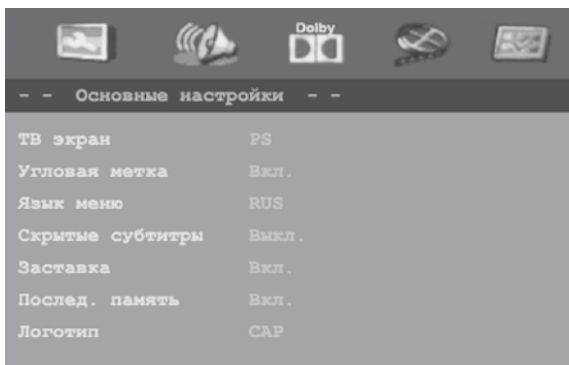 Dolby
- - Основные настройки - -
ТВ экран PS
Угловая метка Вкл.
Язык меню RUS
Скрытые субтитры Выкл.
Заставка Вкл.
Послед. память Вкл.
Логотип CAP